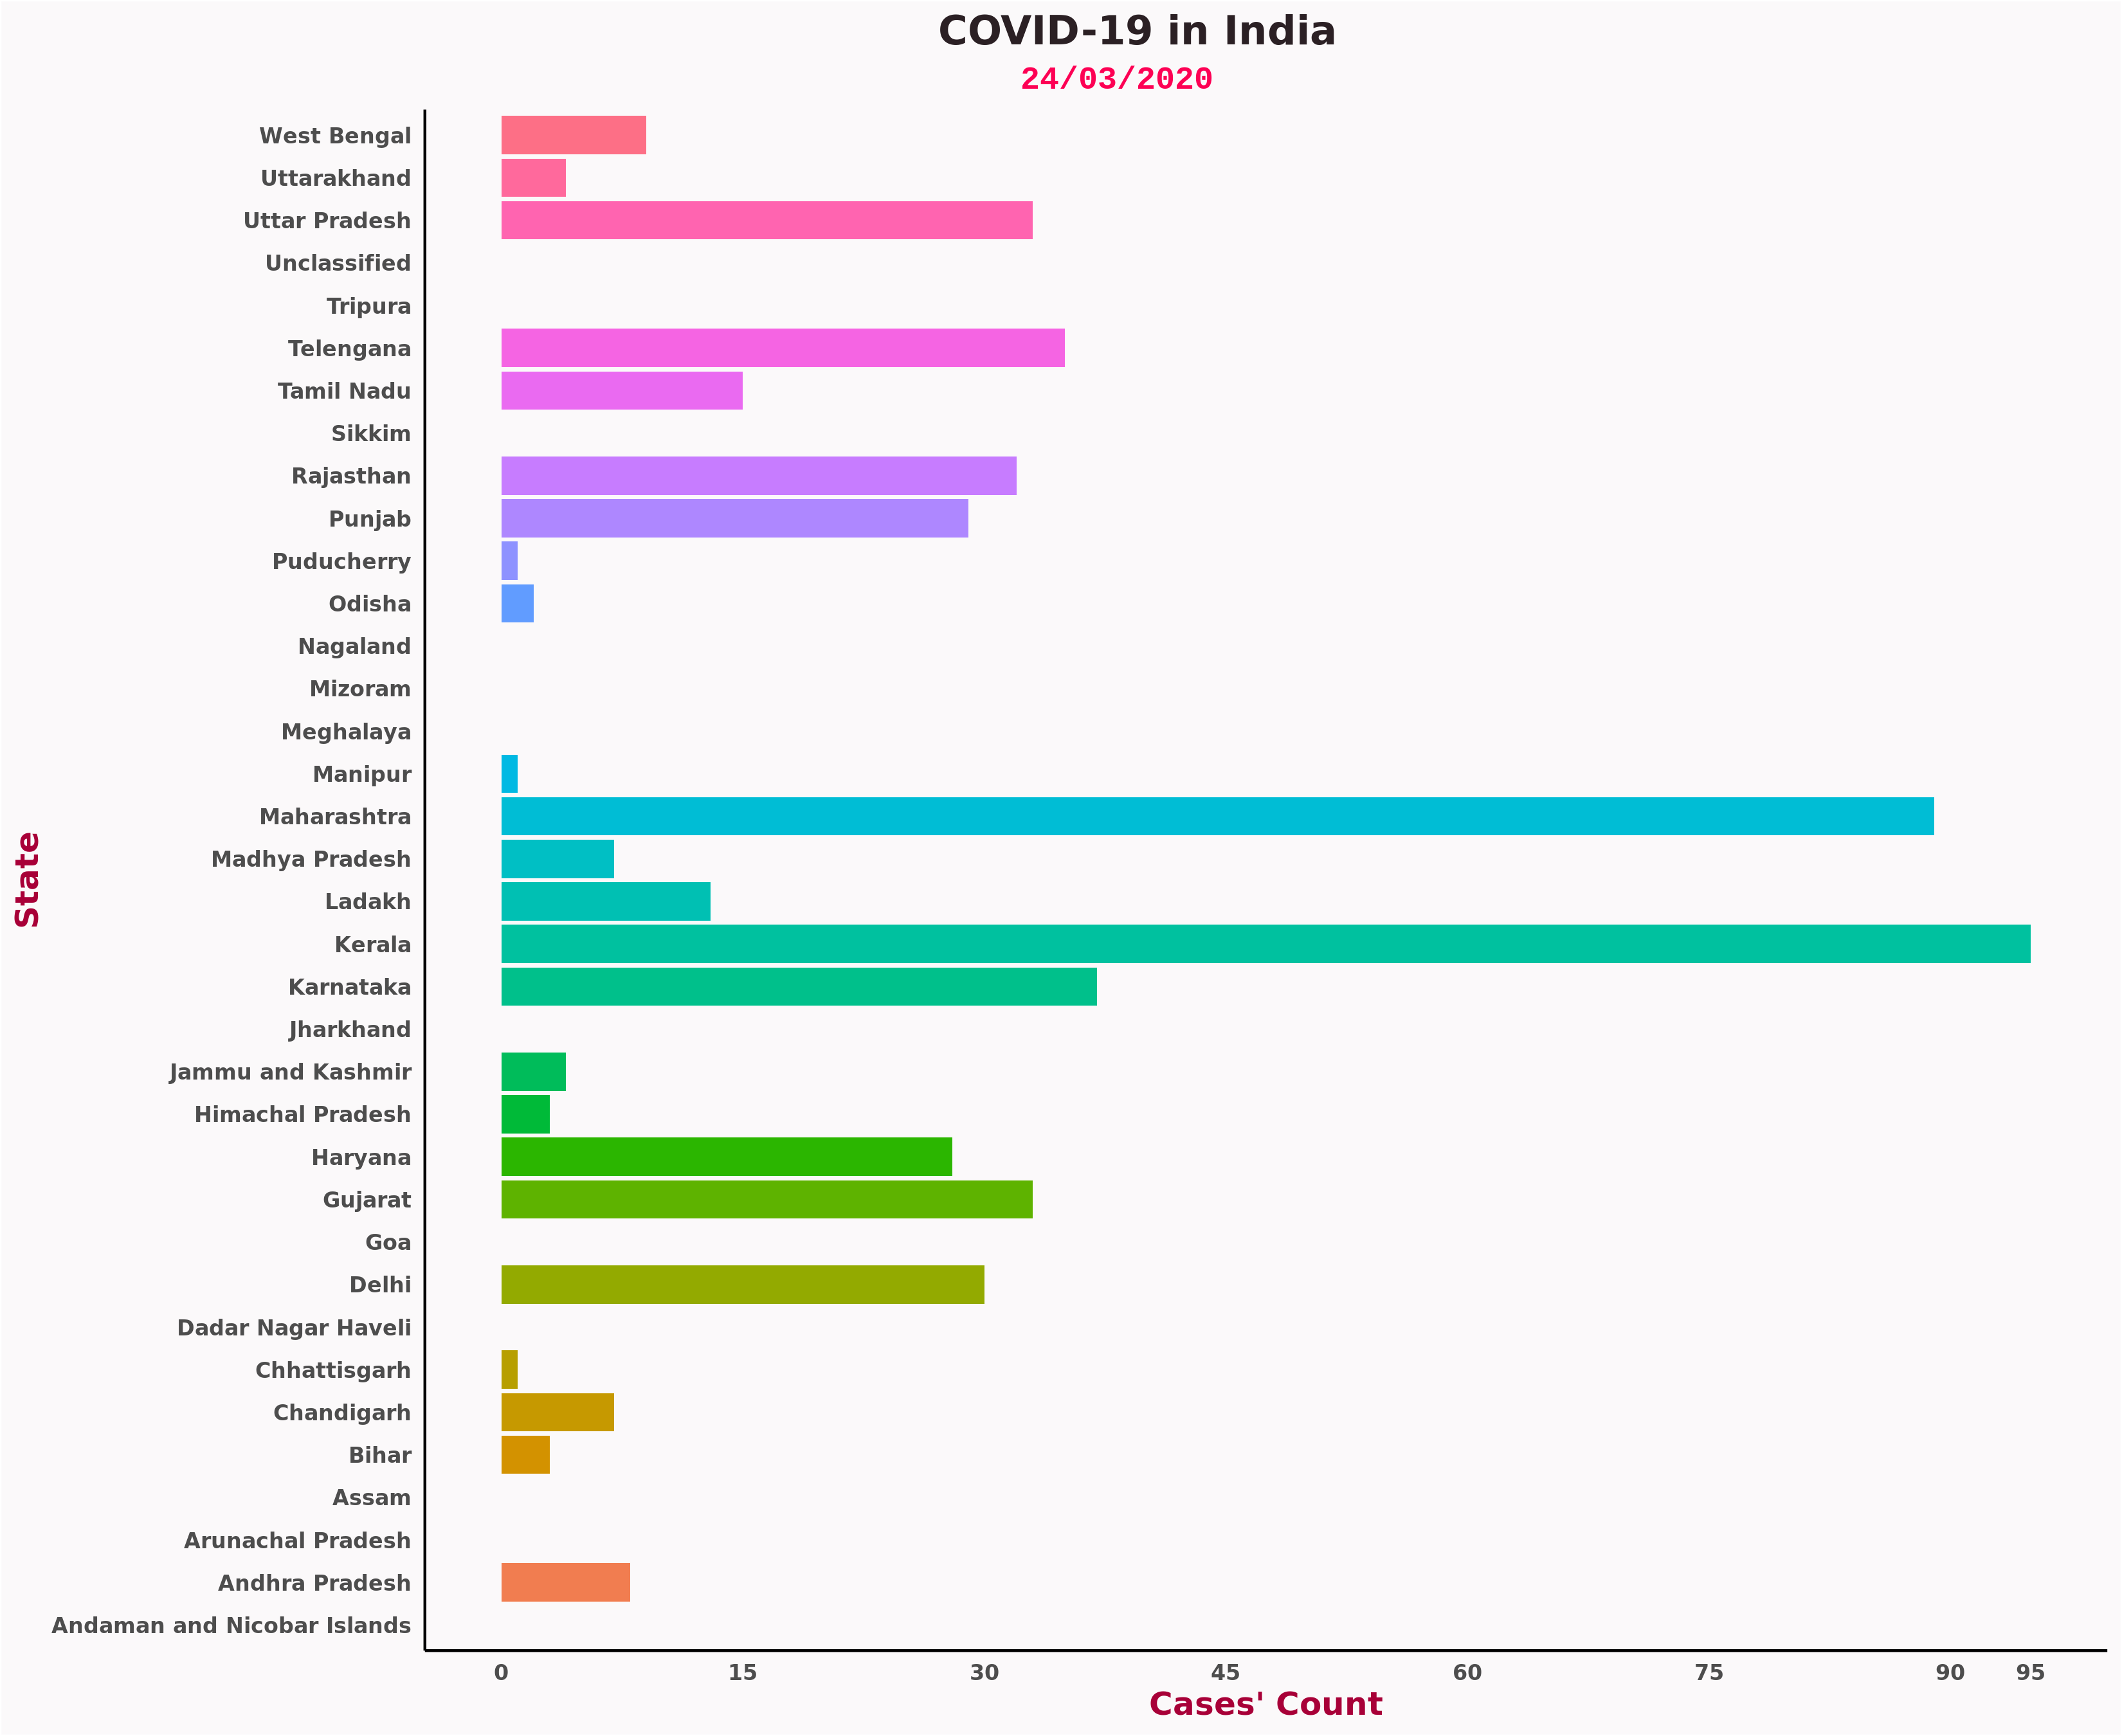 COVID-19 in India
24/03/2020
West Bengal
Uttarakhand
Uttar Pradesh
Unclassified
Tripura
Telengana
Tamil Nadu
Sikkim
Rajasthan
Punjab
Puducherry
Odisha
Nagaland
Mizoram
Meghalaya
Manipur
Maharashtra
Madhya Pradesh
Ladakh
Kerala
Karnataka
Jharkhand
Jammu and Kashmir
Himachal Pradesh
Haryana
Gujarat
Goa
Delhi
Dadar Nagar Haveli
Chhattisgarh
Chandigarh
Bihar
Assam
Arunachal Pradesh
Andhra Pradesh
Andaman and Nicobar Islands
State
0 15 30 45 60 75 90 95
Cases' Count